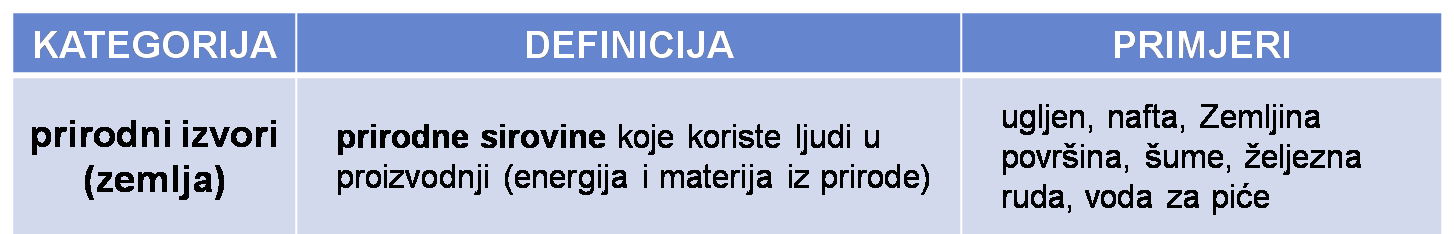 KATEGORIJA
DEFINICIJA
PRIMJERI
prirodni izvori
(zemlja)
prirodne sirovine koje koriste ljudi u
proizvodnji (energija i materija iz prirode)
ugljen, nafta, Zemljina
površina, šume, željezna
ruda, voda za piće